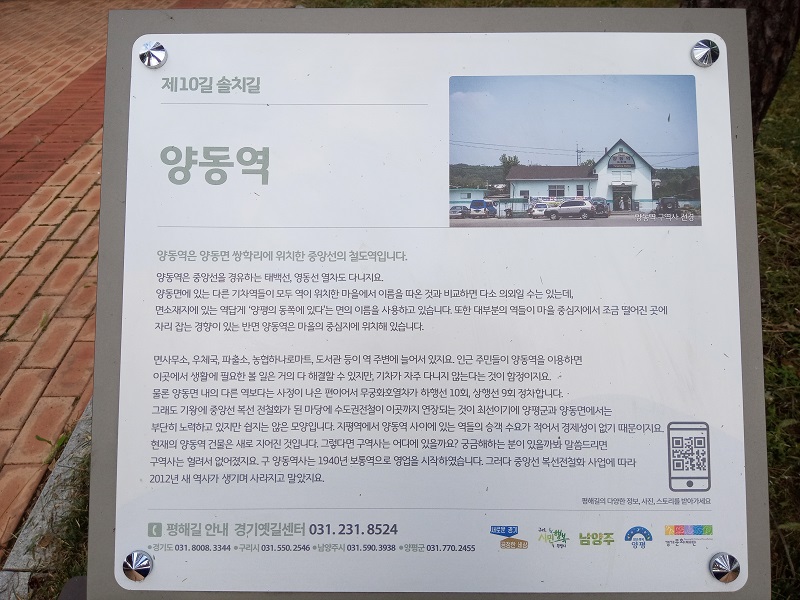 제10길 솔치길
양동역
양동면 구역사 전경
양동역은 양동면 쌍학리에 위치한 중앙선의 철도역입니다.
양동역은 중앙선을 경유하는 태백선, 영동선 열차도 다니지요.
양동면에 있는 다른 기차역들이 모두 역이 위치한 마을에서 이름을 따온 것과 비교하면 다소 의외일 수는 있는데,
면소재지에 있는 역답게 '양평의 동쪽에 있다'는 면의 이름을 사용하고 있습니다. 또한 대부분의 역들이 마을 중심지에서 조금 떨어진 곳에
자리 잡는 경향이 있는 반면 양동역은 마을의 중심지에 위치해 있습니다.
면사무소, 우체국, 파출소, 농협하나로마트, 도서관 등이 역 주변에 늘어서 있지요. 인근 주민들이 양동역을 이용하면
이곳에서 생활에 필요한 볼 일은 거의 다 해결할 수 있지만, 기차가 자주 다니지 않는다는 것이 함정이지요.
물론 양동면 내의 다른 역보다는 사정이 나은 편이어서 무궁화호열차가 하행선 10회, 상행선 9회 정차합니다.
그래도 기왕에 중앙선 복선 전철화가 된 마당에 수도권전철이 이곳까지 연장되는 것이 최선이기에 양평군과 양동면에서는
부단히 노력하고 있지만 쉽지는 않은 모양입니다. 지평역에서 양동역 사이에 있는 역들의 승객 수요가 적어서 경제성이 없기 때문이지요.
현재의 양동역 건물은 새로 지어진 것입니다. 그렇다면 구역사는 어디에 있을까요? 궁금해하는 분이 있을까봐 말씀드리면
구역사는 헐려서 없어졌지요. 구 양동역사는 1940년 보통역으로 영업을 시작하였습니다. 그러다 중앙선 복선전철화 사업에 따라
2012년 새 역사가 생기며 사라지고 말았지요.
평해길의 다양한 정보, 사진, 스토리를 받아가세요
평해길 안내 경기옛길센터 031. 231. 8524
•경기도 031. 8008. 3344 •구리시 031. 550. 2546 •남양주시 031. 590. 3938 •양평군 031. 770. 2455
새로운 경기
공정한 세상
남양주
양평